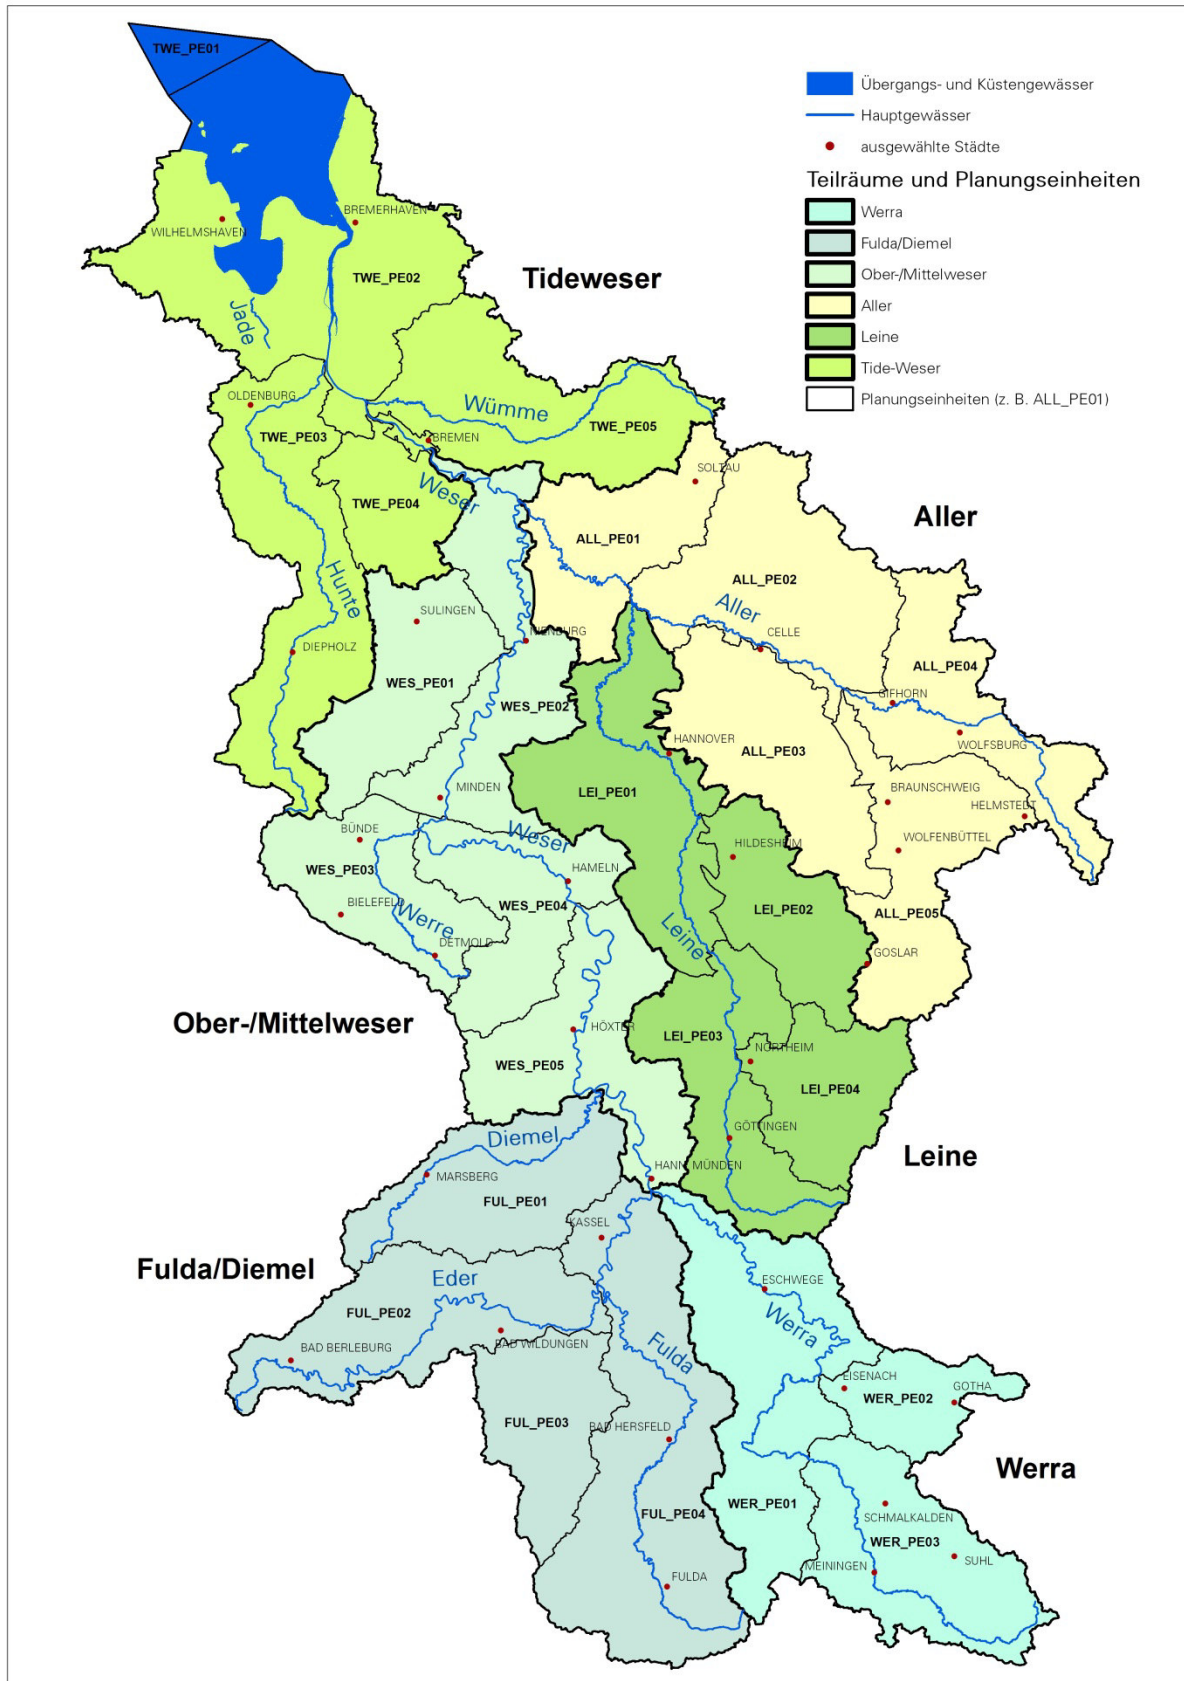 TWE_PE01
Übergangs- und Küstengewässer
Hauptgewässer
ausgewählte Städte
Teilräume und Planungseinheiten
Werra
Fulda/Diemel
Ober-/Mittelweser
Aller
Leine
Tide-Weser
Planungseinheiten (z. B. ALL_PE01)
BREMERHAVEN
WILHELMSHAVEN
TWE_PE02
Tideweser
Jade
OLDENBURG
Wümme
TWE_PE03
TWE_PE05
BREMEN
SOLTAU
Weser
TWE_PE04
Aller
ALL_PE01
ALL_PE02
Hunte
Aller
SULINGEN
NIENBURG
CELLE
DIEPHOLZ
ALL_PE04
WES_PE01
GIFHORN
WES_PE02
HANNOVER
ALL_PE03
WOLFSBURG
MINDEN
LEI_PE01
BRAUNSCHWEIG
HELMSTEDT
BÜNDE
Weser
HILDESHEIM
WOLFENBÜTTEL
WES_PE03
HAMELN
WES_PE04
BIELEFELD
LEI_PE02
ALL_PE05
Werre
Leine
DETMOLD
GOSLAR
Ober-/Mittelweser
HÖXTER
LEI_PE03
NORTHEIM
WES_PE05
LEI_PE04
Diemel
GÖTTINGEN
Leine
HANN. MÜNDEN
MARSBERG
FUL_PE01
KASSEL
Fulda/Diemel
Eder
ESCHWEGE
FUL_PE02
Werra
BAD BERLEBURG
BAD WILDUNGEN
Fulda
EISENACH
GOTHA
WER_PE02
FUL_PE03
BAD HERSFELD
Werra
WER_PE01
FUL_PE04
SCHMALKALDEN
WER_PE03
SUHL
MEININGEN
FULDA